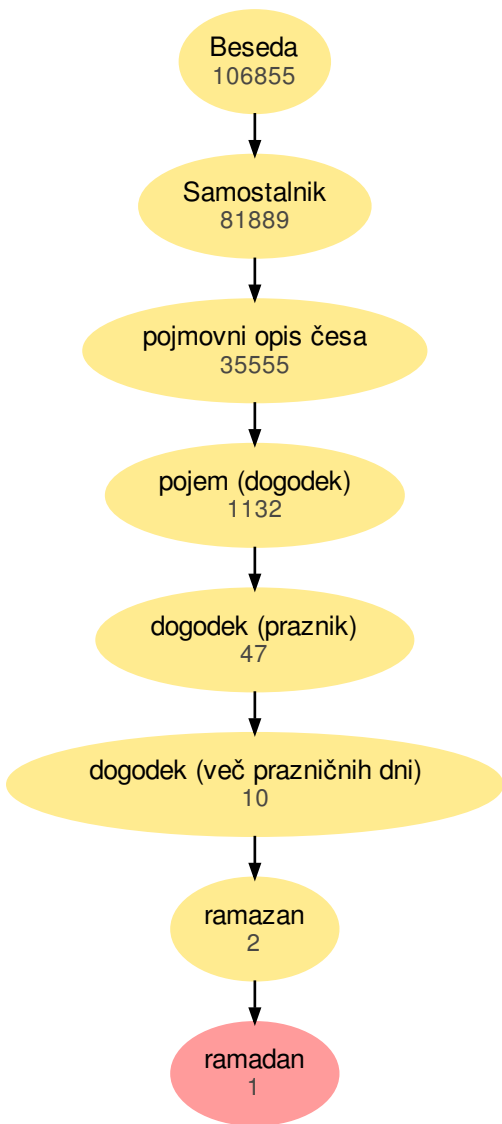 Beseda
106855
Samostalnik
81889
pojmovni opis česa
35555
pojem (dogodek)
1132
dogodek (praznik)
47
dogodek (več prazničnih dni)
10
ramazan
2
ramadan
1